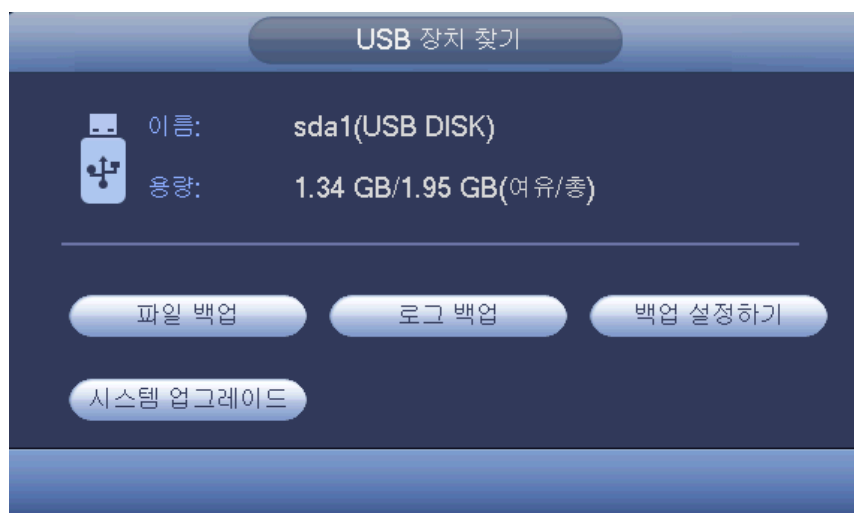 USB 장치 찾기
이름: sda1(USB DISK)
용량: 1.34 GB/1.95 GB(여유/총)
파일 백업 로그 백업 백업 설정하기
시스템 업그레이드